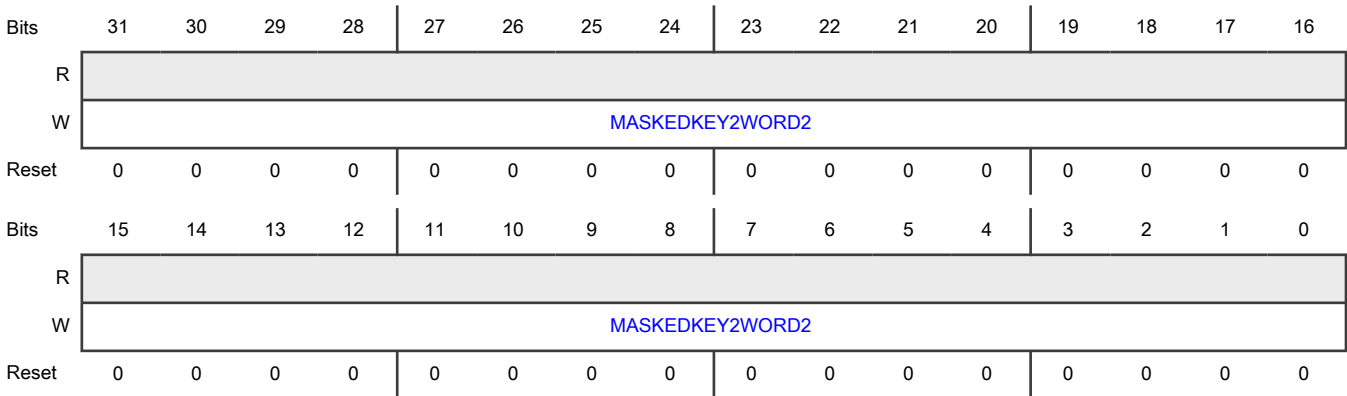 Bits 31 30 29 28 27 26 25 24 23 22 21 20 19 18 17 16
R
W MASKEDKEY2WORD2
Reset 0 0 0 0 0 0 0 0 0 0 0 0 0 0 0 0
Bits 15 14 13 12 11 10 9 8 7 6 5 4 3 2 1 0
R
W MASKEDKEY2WORD2
Reset 0 0 0 0 0 0 0 0 0 0 0 0 0 0 0 0